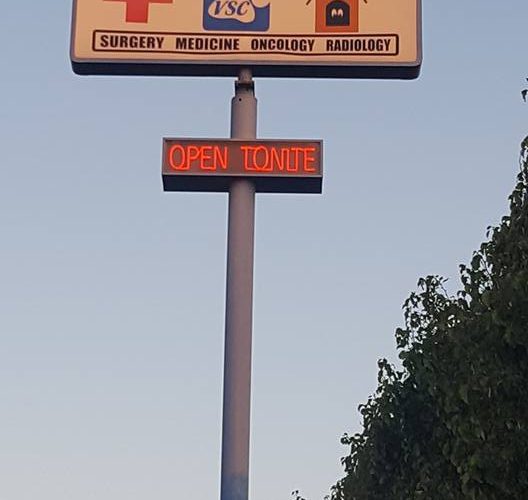 VSC
SURGERY MEDICINE ONCOLOGY RADIOLOGY
OPEN TONITE